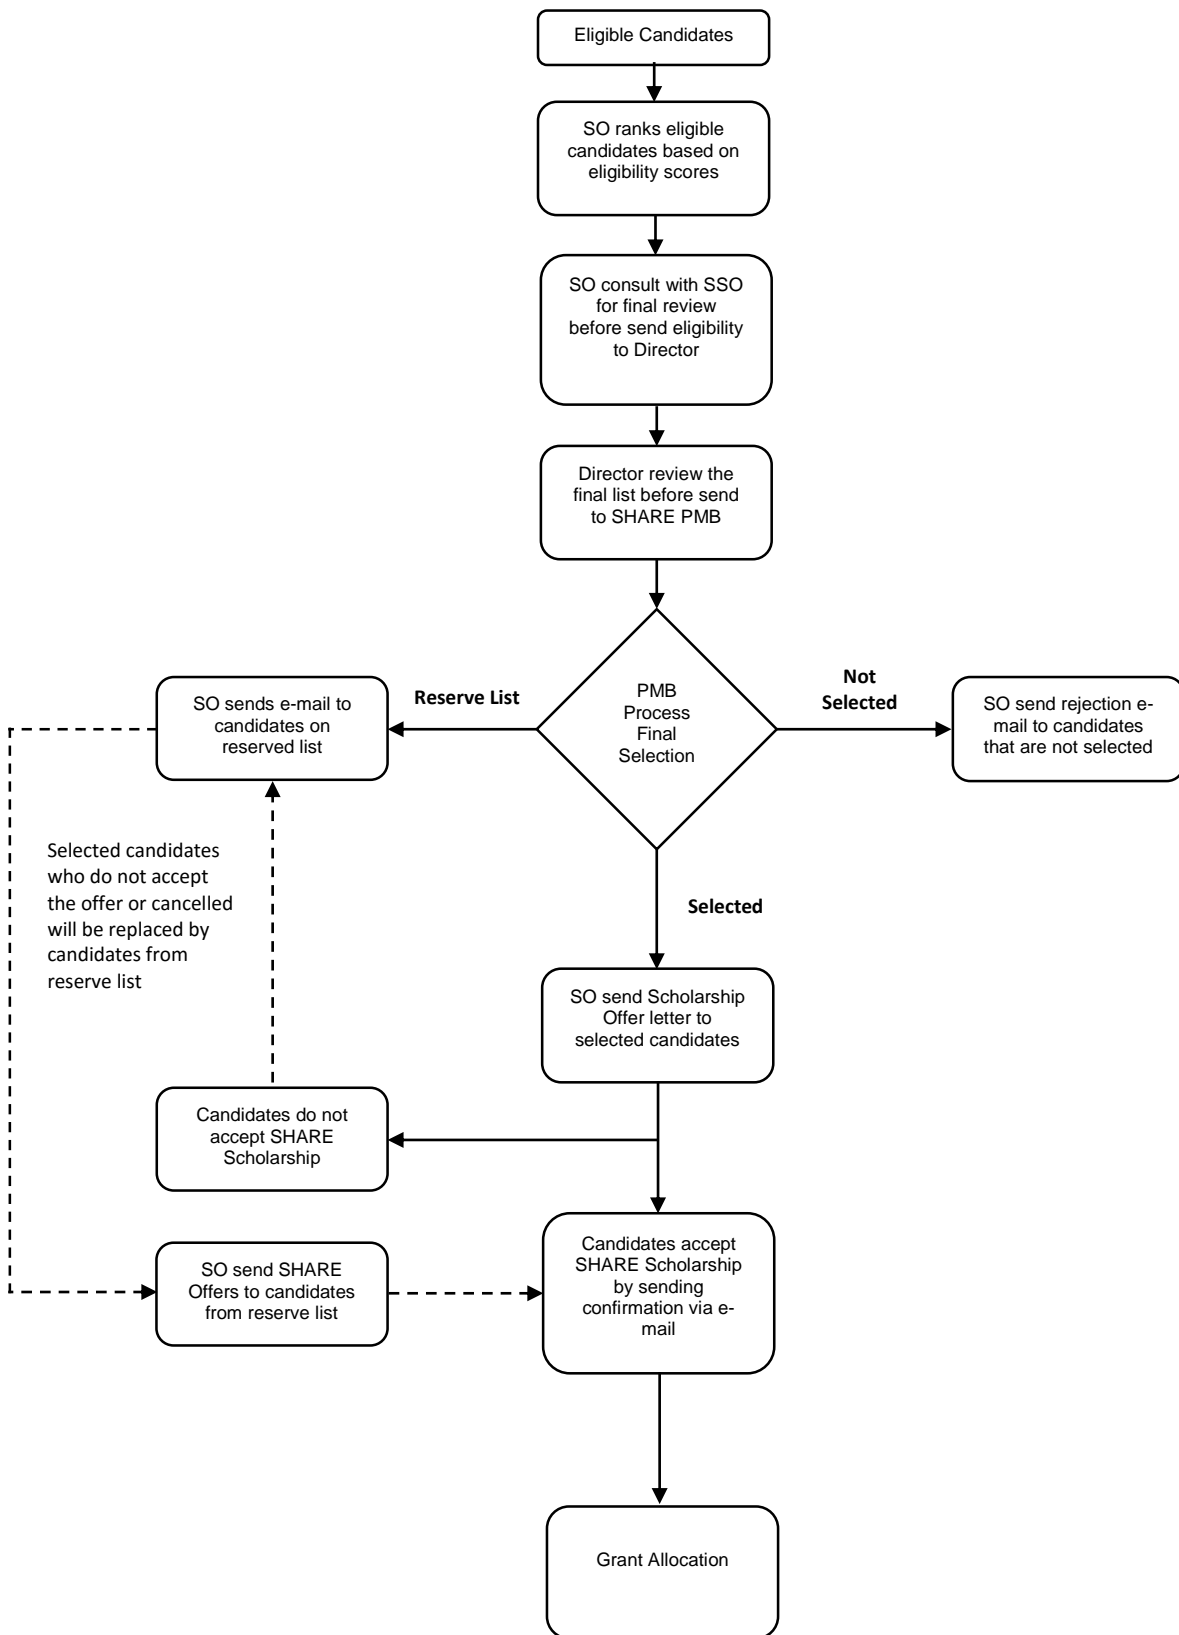 Eligible Candidates
SO ranks eligible
candidates based on
eligibility scores
SO consult with SSO
for final review
before send eligibility
to Director
Director review the
final list before send
to SHARE PMB
PMB
Process
Final
Selection
Reserve List
Not
Selected
SO sends e-mail to
candidates on
reserved list
SO send rejection e-
mail to candidates
that are not selected
Selected candidates
who do not accept
the offer or cancelled
will be replaced by
candidates from
reserve list
Selected
SO send Scholarship
Offer letter to
selected candidates
Candidates do not
accept SHARE
Scholarship
SO send SHARE
Offers to candidates
from reserve list
Candidates accept
SHARE Scholarship
by sending
confirmation via e-
mail
Grant Allocation